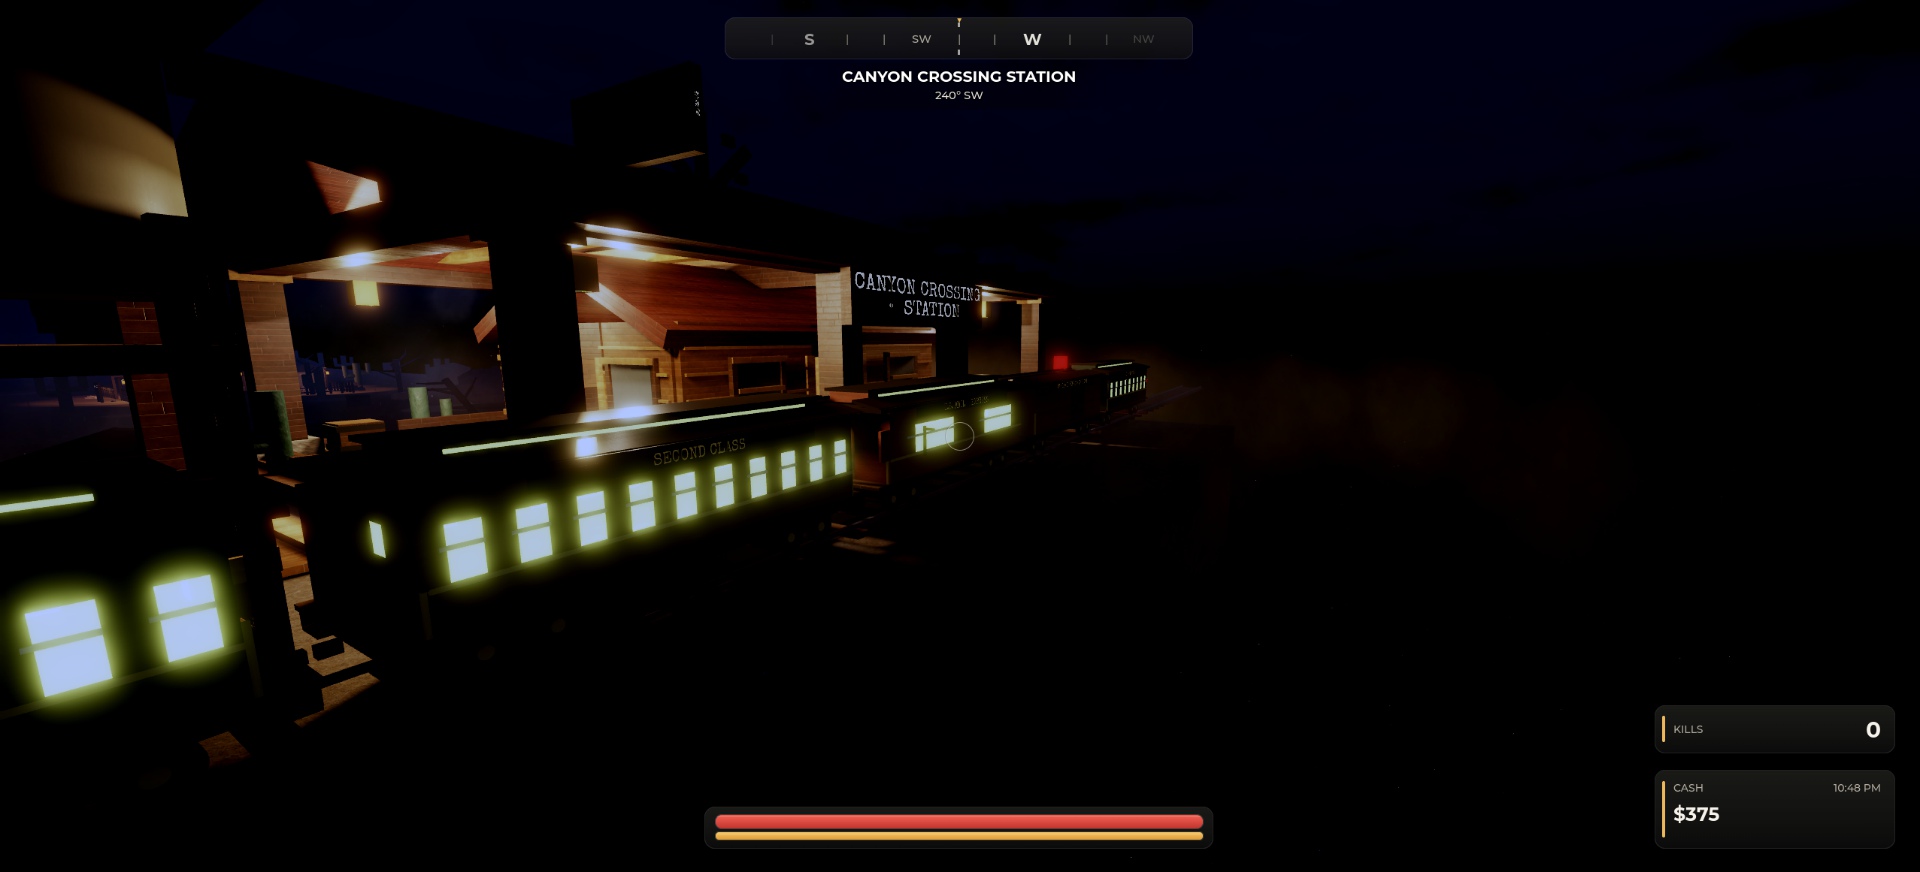 S
SW
W
NW
CANYON CROSSING STATION
240° SW
CANYON CROSSING
STATION
SECOND CLASS
KILLS
0
CASH
10:48 PM
$375